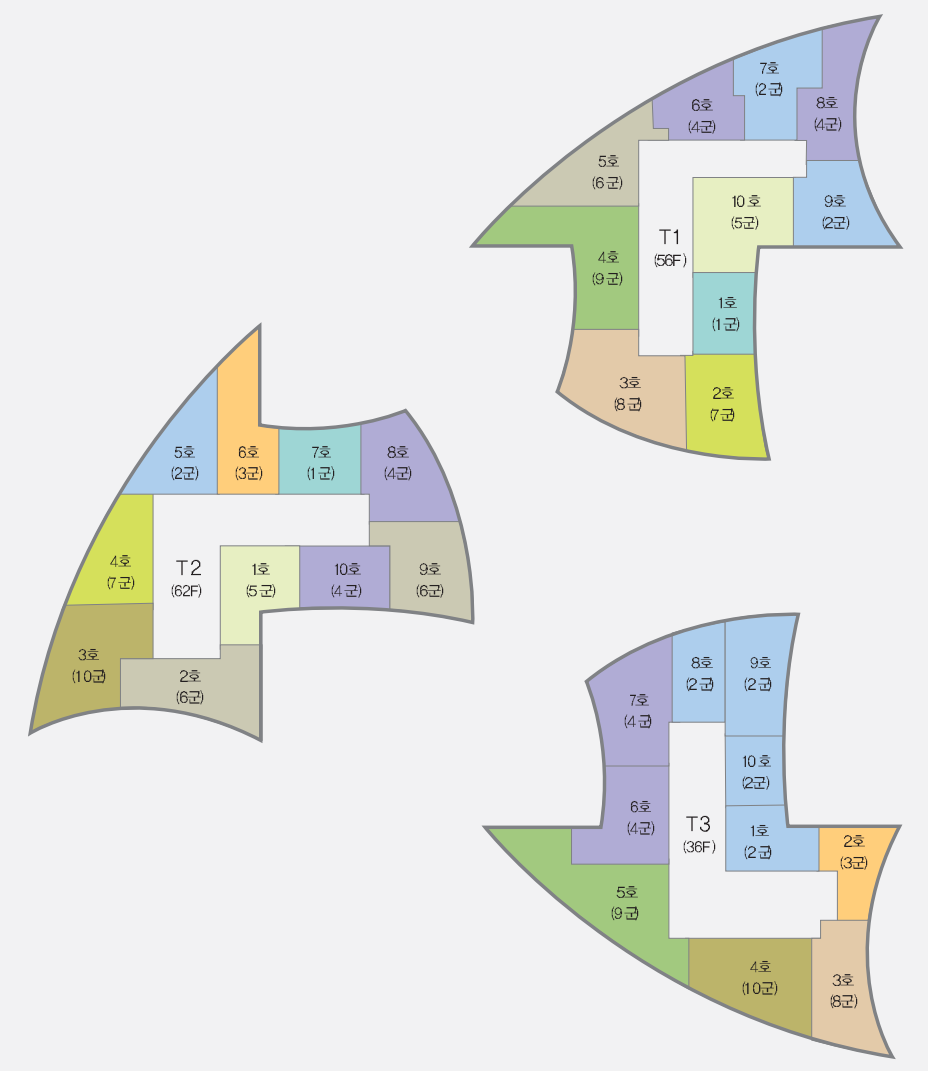 7호
(2군)
6호
(4군)
8호
(4군)
5호
(6군)
10호
(5군)
9호
(2군)
T1
(56F)
4호
(9군)
1호
(1군)
3호
(8군)
2호
(7군)
5호
(2군)
6호
(3군)
7호
(1군)
8호
(4군)
4호
(7군)
T2
(62F)
1호
(5군)
10호
(4군)
9호
(6군)
3호
(10군)
2호
(6군)
8호
(2군)
9호
(2군)
7호
(4군)
10호
(2군)
6호
(4군)
T3
(36F)
1호
(2군)
2호
(3군)
5호
(9군)
4호
(10군)
3호
(8군)